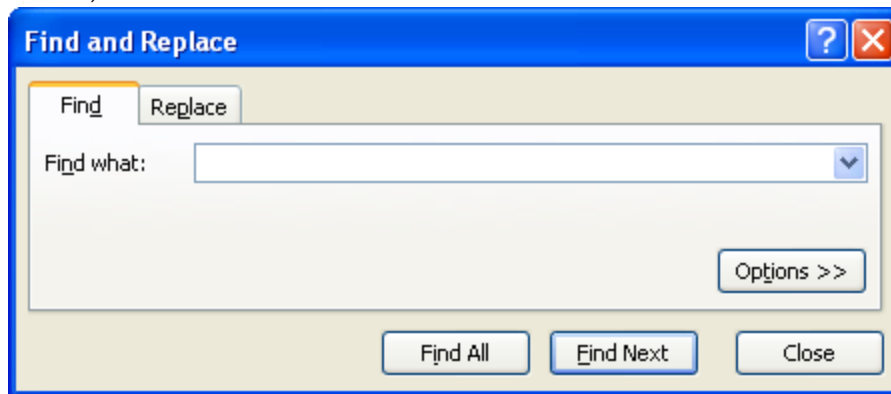 Find and Replace ?
Find Replace
Find what:
Options >>
Find All Find Next Close